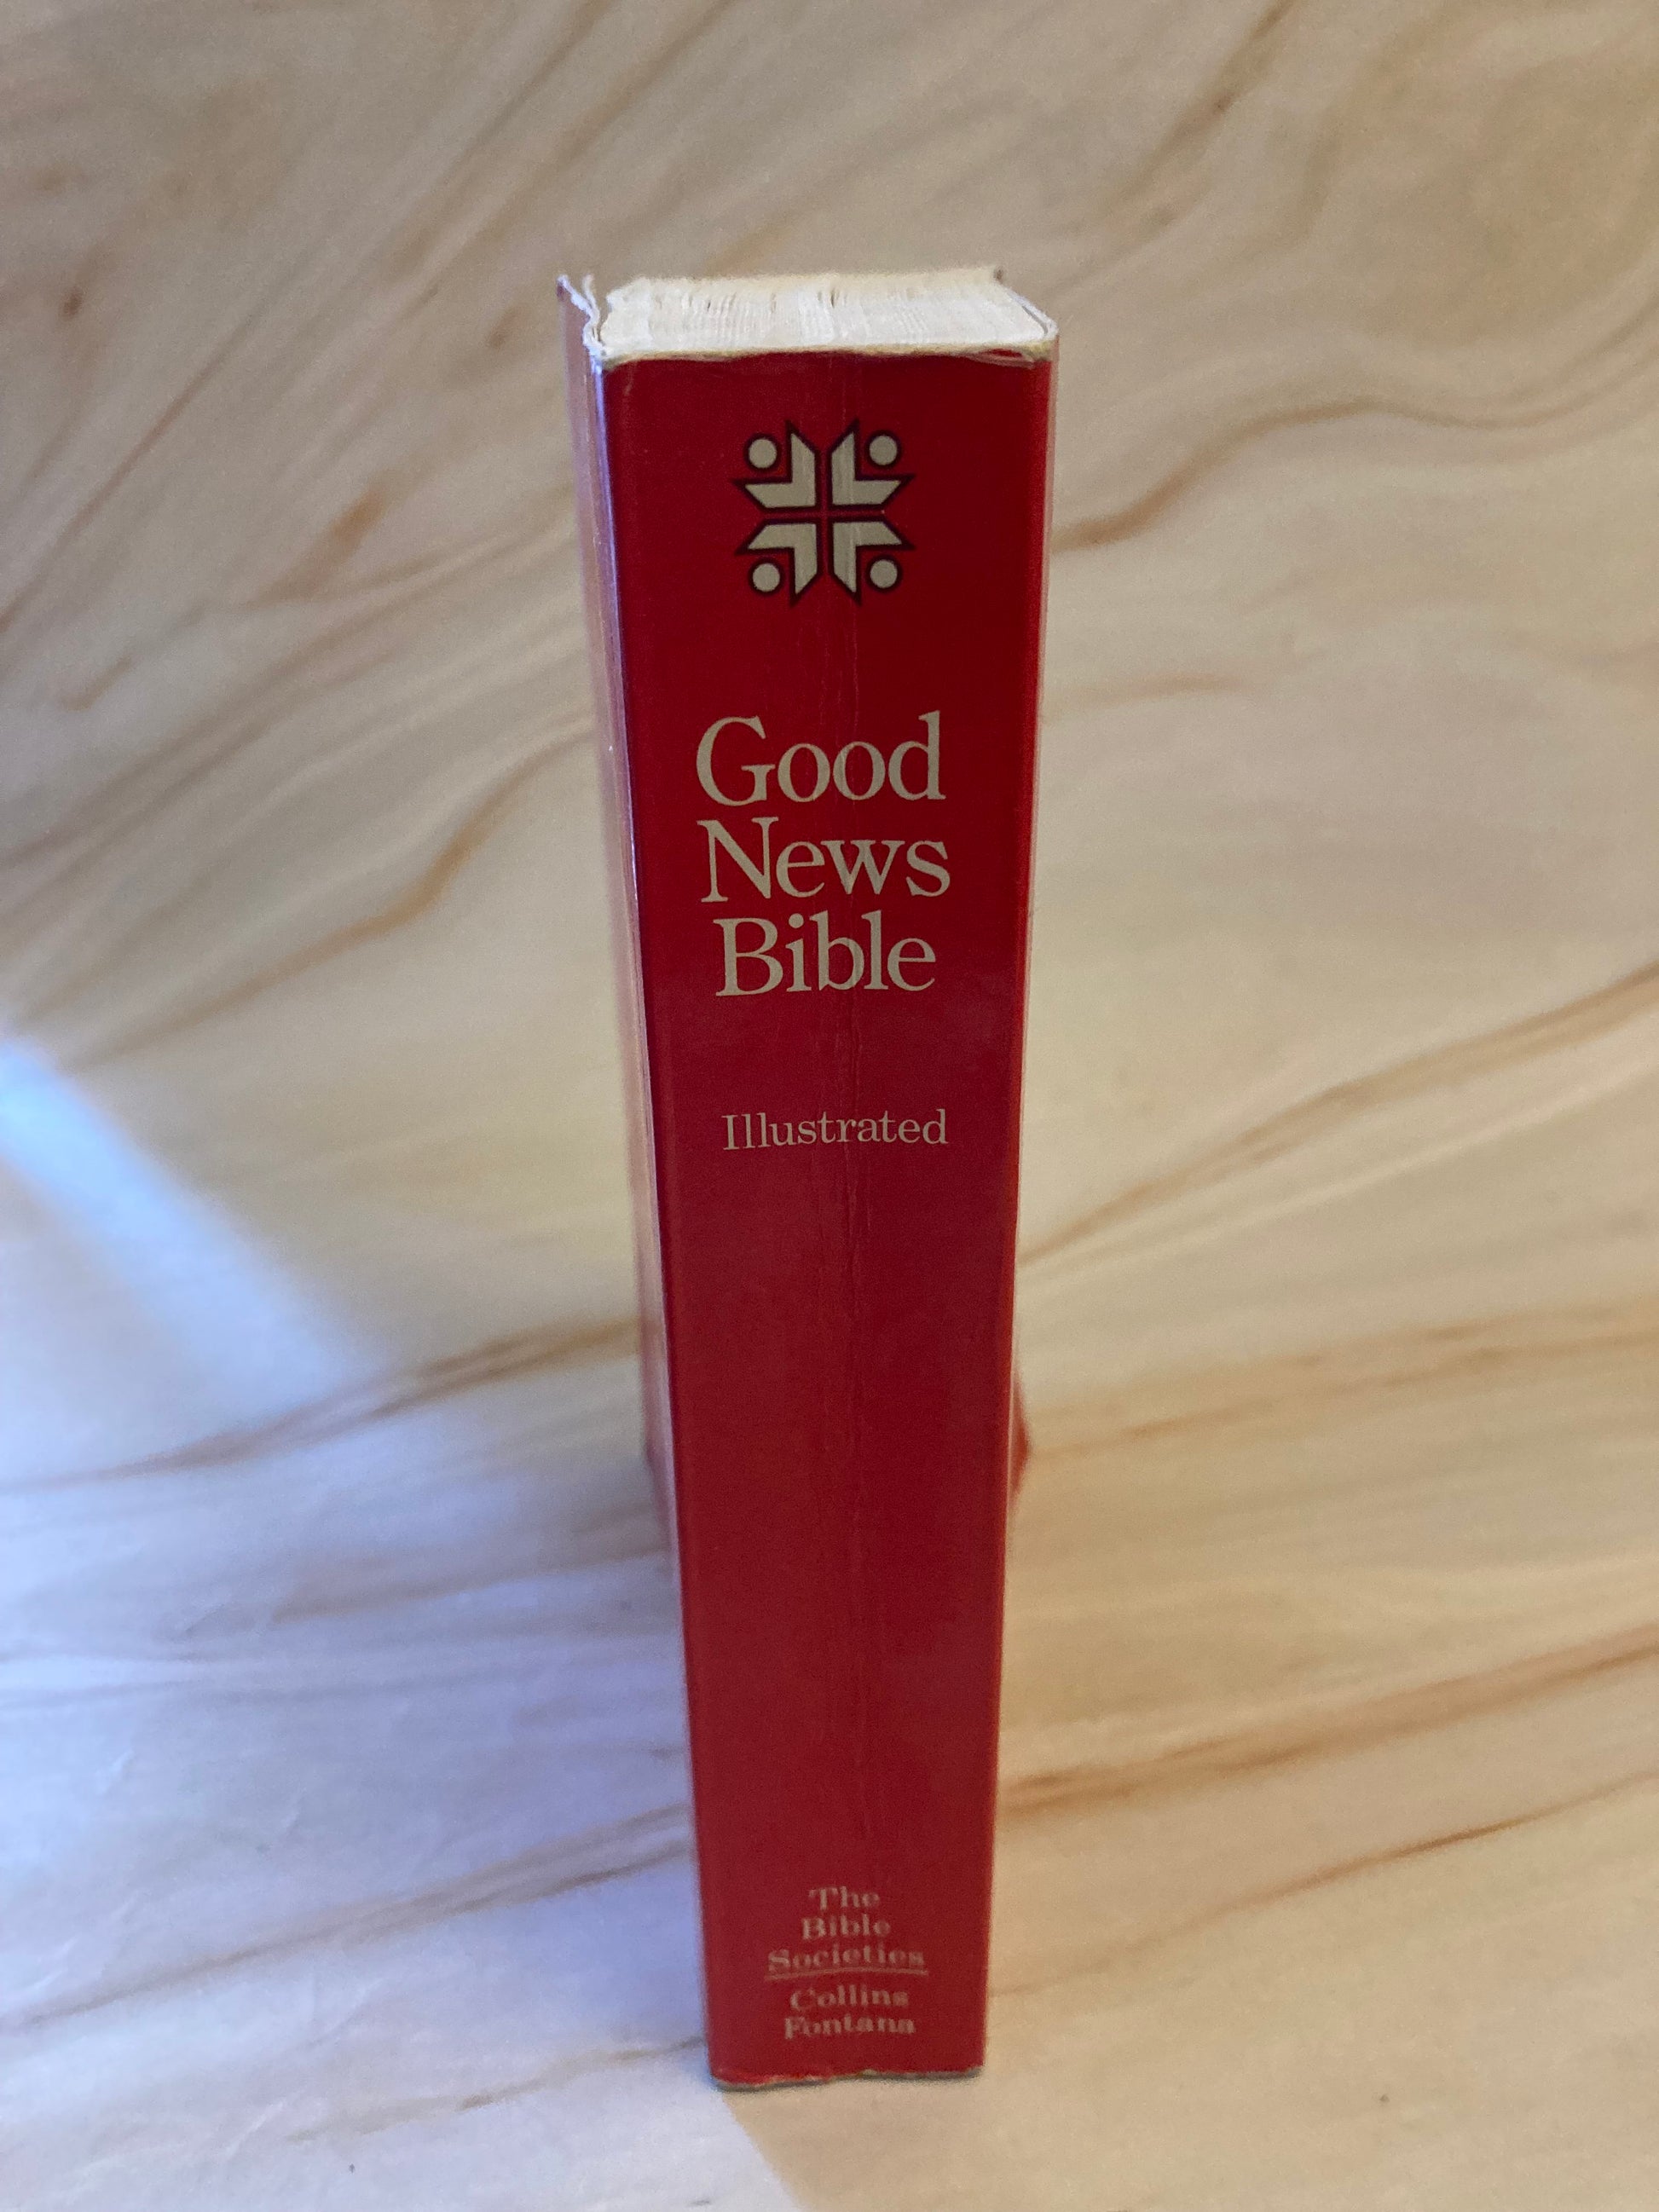 Good
News
Bible
Illustrated
The
Bible
Societies
Collins
Fontana